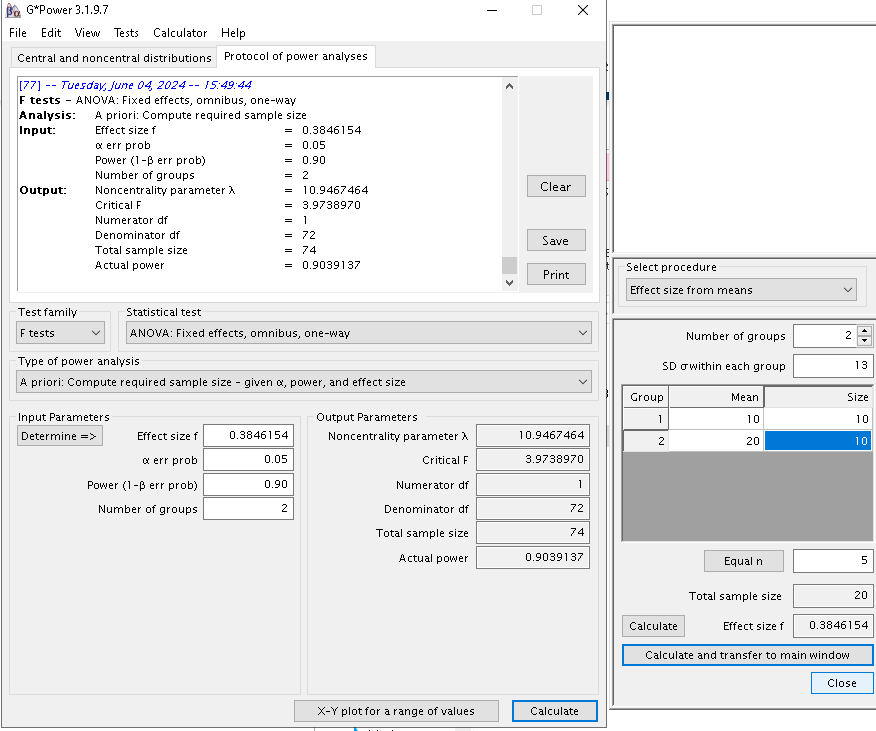 G*Power 3.1.9.7
File Edit View Tests Calculator Help
Central and noncentral distributions Protocol of power analyses
[77] -- Tuesday, June 04, 2024 -- 15:49:44
F tests - ANOVA: Fixed effects, omnibus, one-way
Analysis: A priori: Compute required sample size
Input: Effect size f = 0.3846154
α err prob = 0.05
Power (1-β err prob) = 0.90
Number of groups = 2
Output: Noncentrality parameter λ = 10.9467464
Critical F = 3.9738970
Numerator df = 1
Denominator df = 72
Total sample size = 74
Actual power = 0.9039137
Clear
Save
Print
Test family
F tests
Statistical test
ANOVA: Fixed effects, omnibus, one-way
Type of power analysis
A priori: Compute required sample size - given α, power, and effect size
Input Parameters
Determine => Effect size f 0.3846154
α err prob 0.05
Power (1-β err prob) 0.90
Number of groups 2
Output Parameters
Noncentrality parameter λ 10.9467464
Critical F 3.9738970
Numerator df 1
Denominator df 72
Total sample size 74
Actual power 0.9039137
X-Y plot for a range of values Calculate
Select procedure
Effect size from means
Number of groups 2
SD σ within each group 13
Group Mean Size
1 10 10
2 20 10
Equal n 5
Total sample size 20
Calculate Effect size f 0.3846154
Calculate and transfer to main window
Close